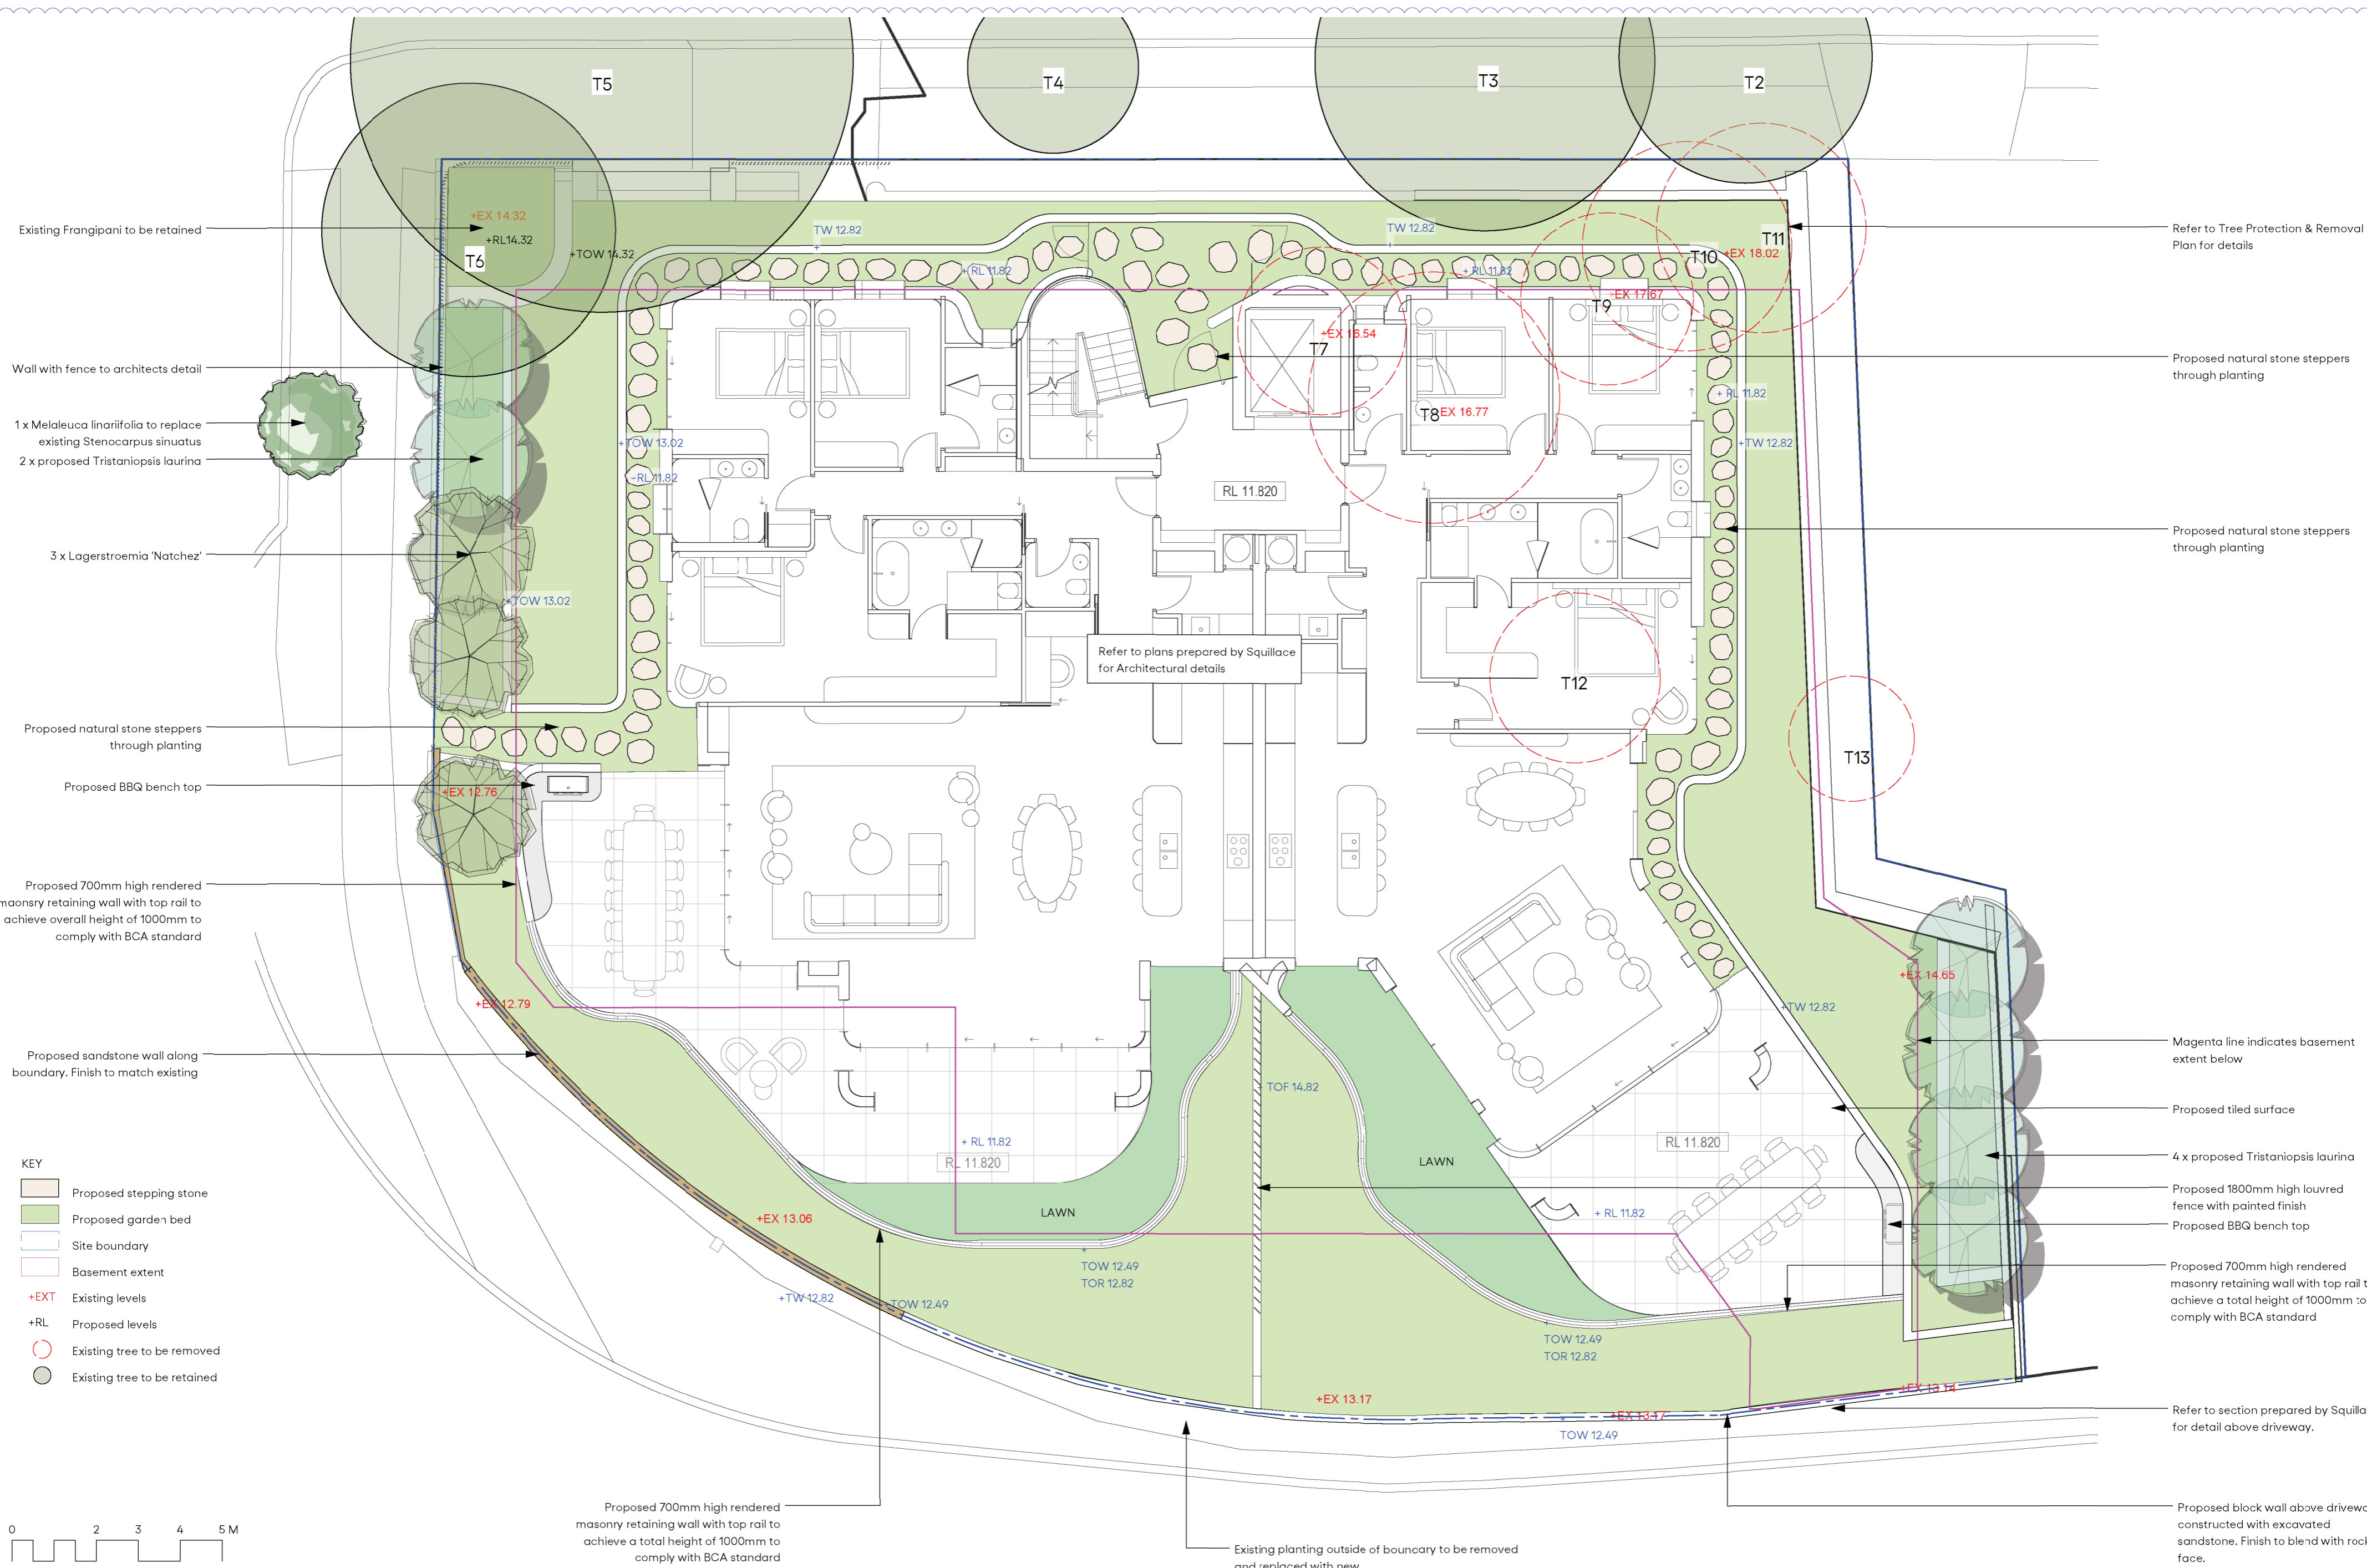 T5
T4
T3
T2
Existing Frangipani to be retained
+EX 14.32
+RL14.32
T6
+TOW 14.32
TW 12.82
+RL 11.82
TW 12.82
+ RL 11.82
T11
T10
+EX 18.02
Refer to Tree Protection & Removal
Plan for details
EX 17.67
T9
+EX 16.54
T7
Wall with fence to architects detail
Proposed natural stone steppers
through planting
+ RL 11.82
T8
EX 16.77
1 x Melaleuca linariifolia to replace
existing Stenocarpus sinuatus
2 x proposed Tristaniopsis laurina
+TOW 13.02
-RL 11.82
+TW 12.82
RL 11.820
3 x Lagerstroemia 'Natchez'
Proposed natural stone steppers
through planting
+TOW 13.02
Refer to plans prepared by Squillace
for Architectural details
T12
T13
Proposed natural stone steppers
through planting
Proposed BBQ bench top
+EX 12.76
Proposed 700mm high rendered
maonsry retaining wall with top rail to
achieve overall height of 1000mm to
comply with BCA standard
+EX 14.65
+EX 12.79
+TW 12.82
Proposed sandstone wall along
boundary. Finish to match existing
Magenta line indicates basement
extent below
TOF 14.82
Proposed tiled surface
+ RL 11.82
RL 11.820
RL 11.820
LAWN
4 x proposed Tristaniopsis laurina
Proposed 1800mm high louvred
fence with painted finish
Proposed BBQ bench top
LAWN
+EX 13.06
+ RL 11.82
KEY
Proposed stepping stone
Proposed garden bed
Site boundary
Basement extent
+EXT Existing levels
+RL Proposed levels
Existing tree to be removed
Existing tree to be retained
+
TOW 12.49
TOR 12.82
+TW 12.82
+TOW 12.49
Proposed 700mm high rendered
masonry retaining wall with top rail t
achieve a total height of 1000mm to
comply with BCA standard
TOW 12.49
TOR 12.82
+EX 13.17
+EX 13.17
+EX 13.14
TOW 12.49
Refer to section prepared by Squilla
for detail above driveway.
0 2 3 4 5 M
Proposed 700mm high rendered
masonry retaining wall with top rail to
achieve a total height of 1000mm to
comply with BCA standard
Existing planting outside of bouncary to be removed
and replaced with new
Proposed block wall above drivewa
constructed with excavated
sandstone. Finish to blend with rock
face.